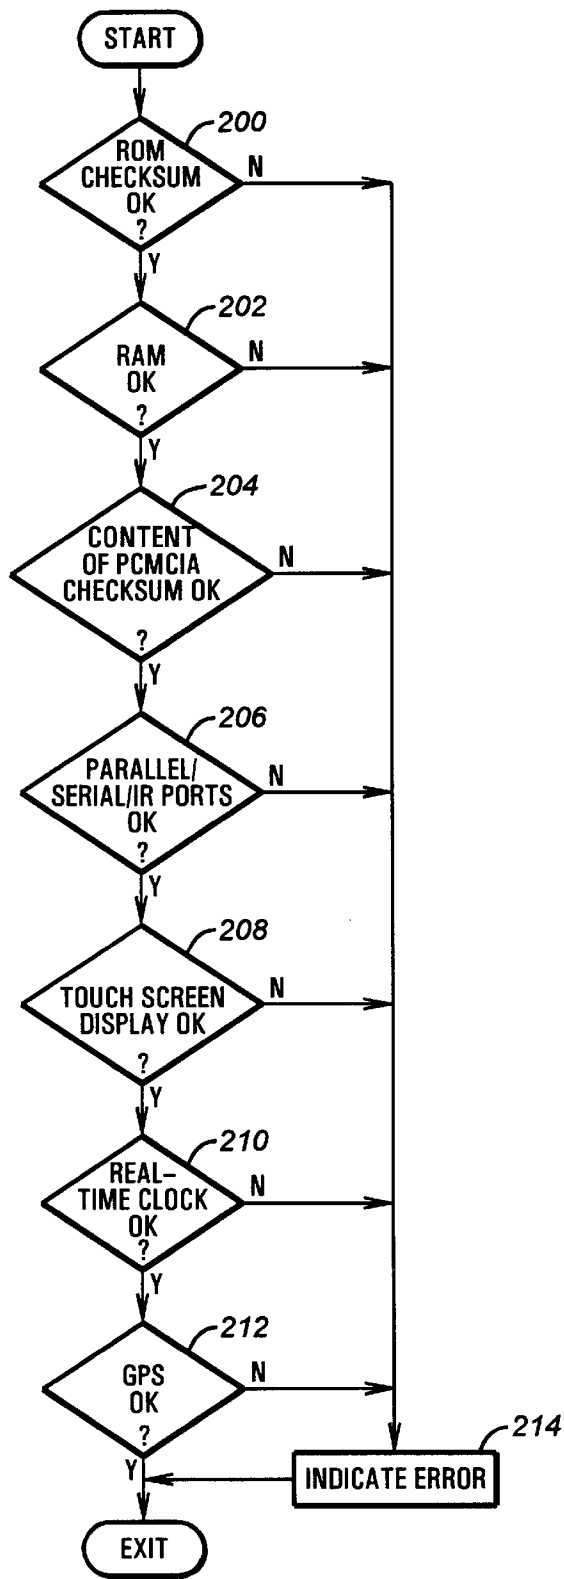 START
200
ROM
CHECKSUM
OK
?
N
Y
202
RAM
OK
?
N
Y
204
CONTENT
OF PCMCIA
CHECKSUM OK
?
N
Y
206
PARALLEL/
SERIAL/IR PORTS
OK
?
N
Y
208
TOUCH SCREEN
DISPLAY OK
?
N
Y
210
REAL-
TIME CLOCK
OK
?
N
Y
212
GPS
OK
?
N
Y
214
INDICATE ERROR
EXIT